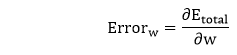 Error_w = ∂E_total / ∂w